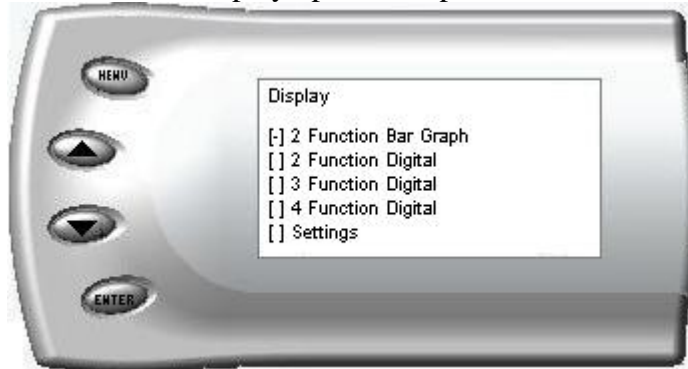 MENU
Display
[-] 2 Function Bar Graph
[ ] 2 Function Digital
[ ] 3 Function Digital
[ ] 4 Function Digital
[ ] Settings
ENTER